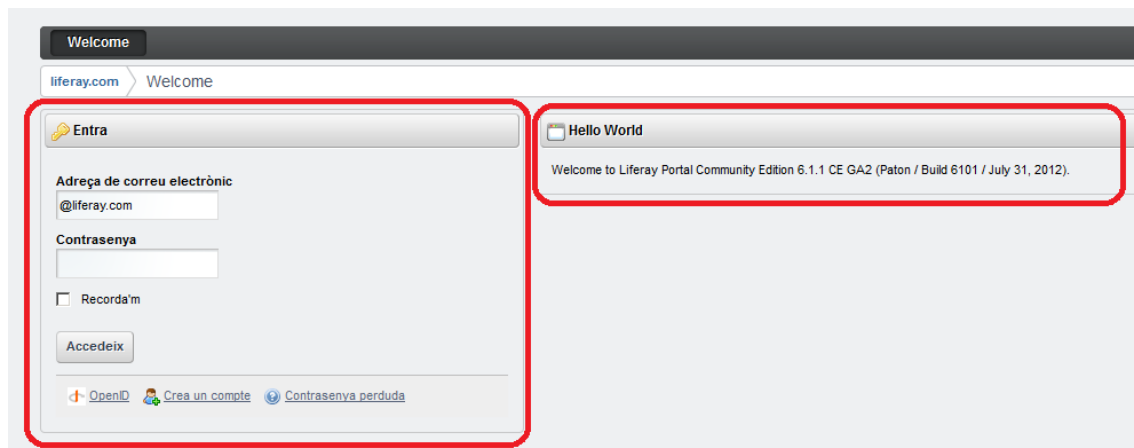 Welcome
liferay.com Welcome
Entra
Adreça de correu electrònic
@liferay.com
Contrasenya
Recorda'm
Accedeix
OpenID Crea un compte Contrasenya perduda
Hello World
Welcome to Liferay Portal Community Edition 6.1.1 CE GA2 (Paton / Build 6101 / July 31, 2012).